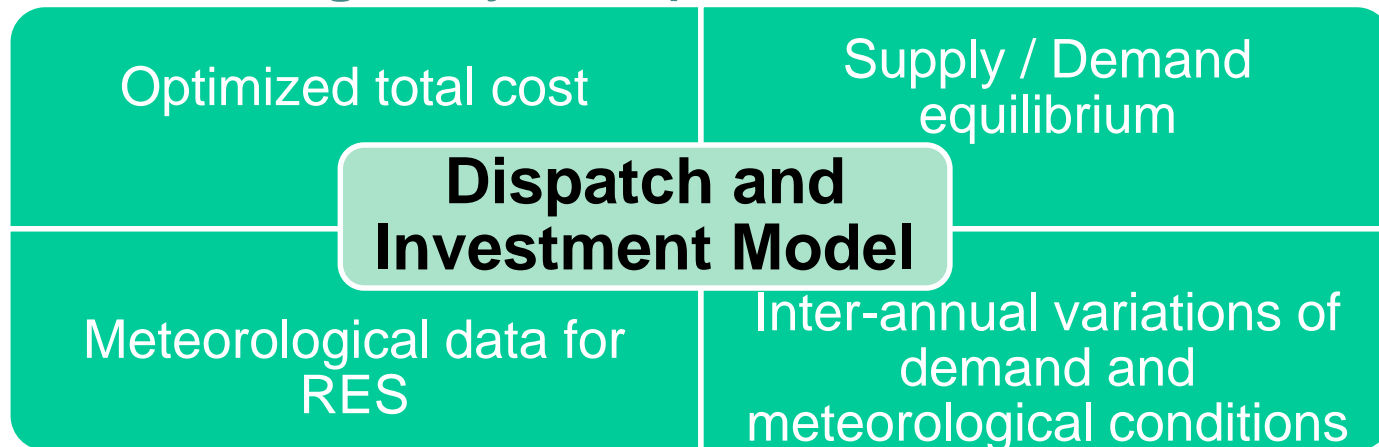 Optimized total cost
Supply / Demand
equilibrium
Dispatch and
Investment Model
Meteorological data for
RES
Inter-annual variations of
demand and
meteorological conditions